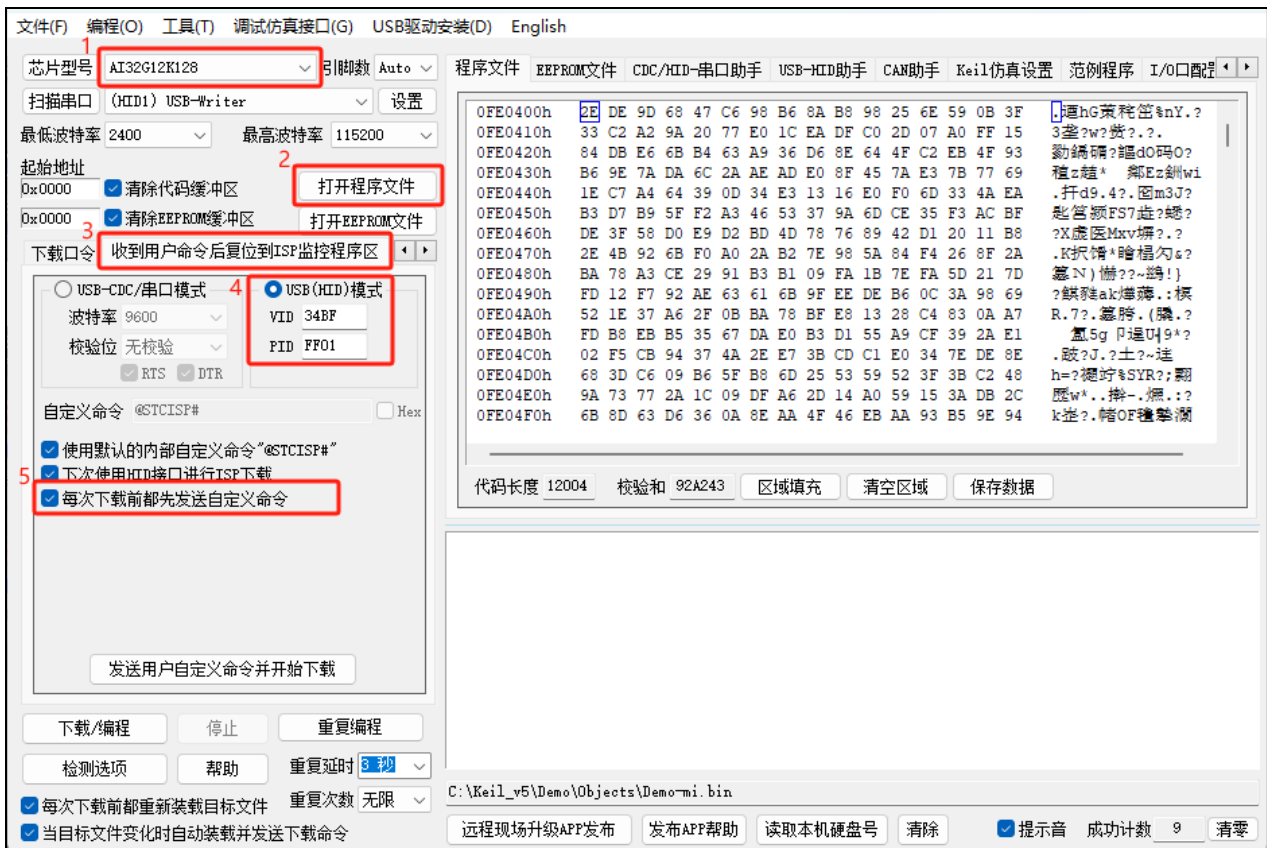 文件(F) 编程(O) 工具(T) 调试仿真接口(G) USB驱动安装(D) English
1
芯片型号 AI32G12K128 引脚数 Auto
扫描串口 (HID1) USB-Writer 设置
最低波特率 2400 最高波特率 115200
2
起始地址
0x0000 清除代码缓冲区 打开程序文件
0x0000 清除EEPROM缓冲区 打开EEPROM文件
3
下载口令 收到用户命令后复位到ISP监控程序区
USB-CDC/串口模式 4 USB(HID)模式
波特率 9600 VID 34BF
校验位 无校验 PID FF01
RTS DTR
自定义命令 @STCISP# Hex
使用默认的内部自定义命令"@STCISP#"
5 下次使用HID接口进行ISP下载
每次下载前都先发送自定义命令
发送用户自定义命令并开始下载
下载/编程 停止 重复编程
检测选项 帮助 重复延时 3 秒
每次下载前都重新装载目标文件 重复次数 无限
当目标文件变化时自动装载并发送下载命令
程序文件 EEPROM文件 CDC/HID-串口助手 USB-HID助手 CAN助手 Keil仿真设置 范例程序 I/O口配
0FE0400h 2E DE 9D 68 47 C6 98 B6 8A B8 98 25 6E 59 0B 3F
0FE0410h 33 C2 A2 9A 20 77 E0 1C EA DF C0 2D 07 A0 FF 15
0FE0420h 84 DB E6 6B B4 63 A9 36 D6 8E 64 4F C2 EB 4F 93
0FE0430h B6 9E 7A DA 6C 2A AE AD E0 8F 45 7A E3 7B 77 69
0FE0440h 1E C7 A4 64 39 0D 34 E3 13 16 E0 F0 6D 33 4A EA
0FE0450h B3 D7 B9 5F F2 A3 46 53 37 9A 6D CE 35 F3 AC BF
0FE0460h DE 3F 58 D0 E9 D2 BD 4D 78 76 89 42 D1 20 11 B8
0FE0470h 2E 4B 92 6B F0 A0 2A B2 7E 98 5A 84 F4 26 8F 2A
0FE0480h BA 78 A3 CE 29 91 B3 B1 09 FA 1B 7E FA 5D 21 7D
0FE0490h FD 12 F7 92 AE 63 61 6B 9F EE DE B6 0C 3A 98 69
0FE04A0h 52 1E 37 A6 2F 0B BA 78 BF E8 13 28 C4 83 0A A7
0FE04B0h FD B8 EB B5 35 67 DA E0 B3 D1 55 A9 CF 39 2A E1
0FE04C0h 02 F5 CB 94 37 4A 2E E7 3B CD C1 E0 34 7E DE 8E
0FE04D0h 68 3D C6 09 B6 5F B8 6D 25 53 59 52 3F 3B C2 48
0FE04E0h 9A 73 77 2A 1C 09 DF A6 2D 14 A0 59 15 3A DB 2C
0FE04F0h 6B 8D 63 D6 36 0A 8E AA 4F 46 EB AA 93 B5 9E 94
代码长度 12004 校验和 92A243 区域填充 清空区域 保存数据
C:\Keil_v5\Demo\Objects\Demo-mi.bin
远程现场升级APP发布 发布APP帮助 读取本机硬盘号 清除 提示音 成功计数 9 清零